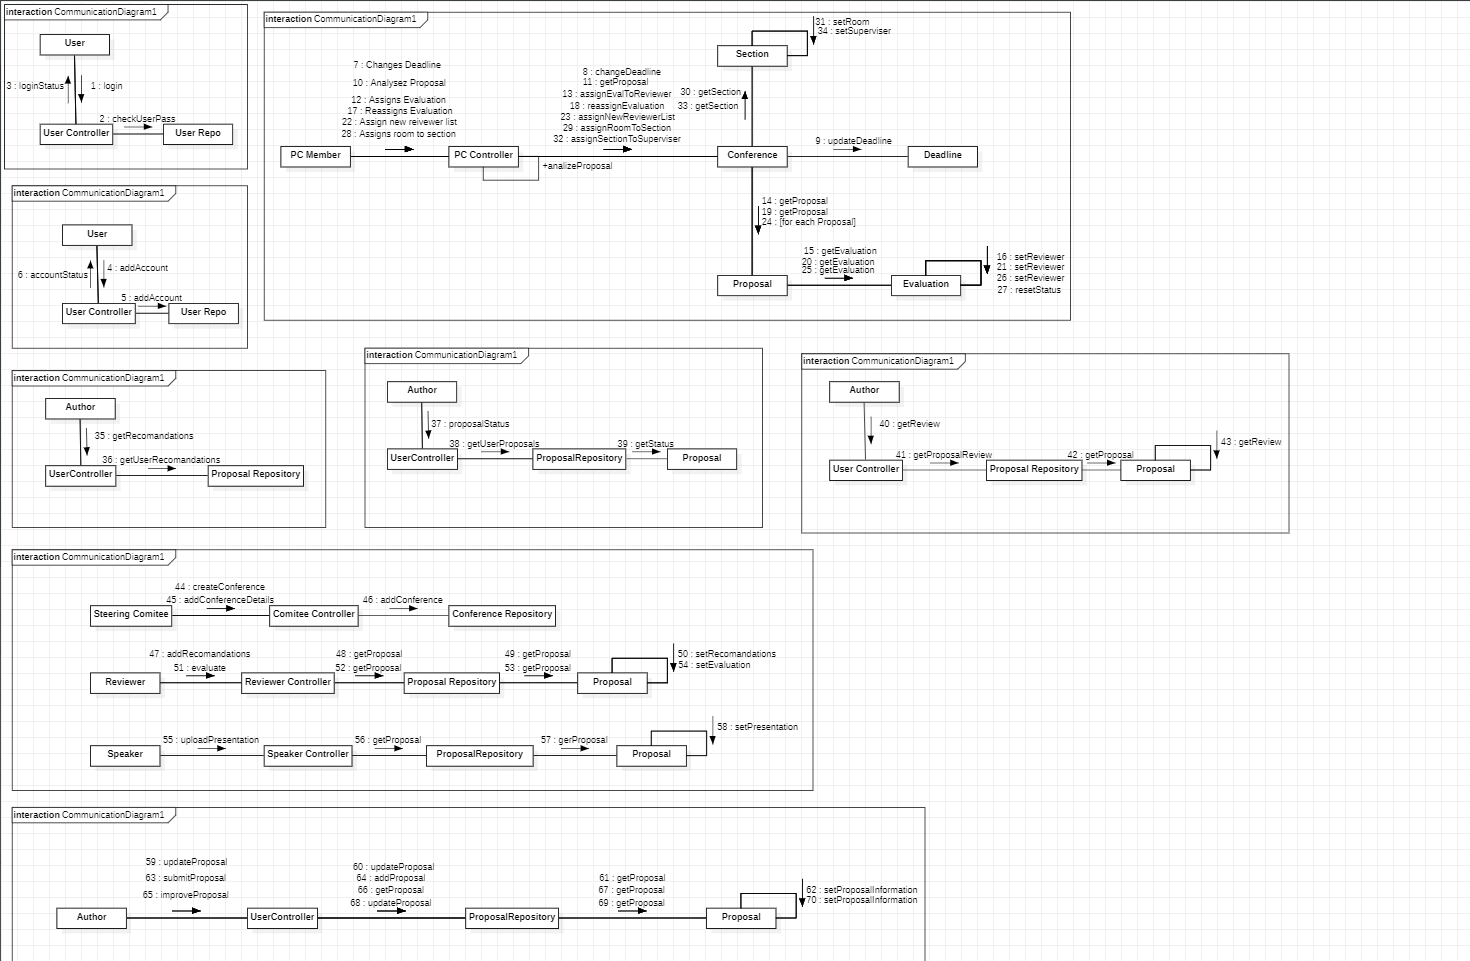 interaction CommunicationDiagram1
User
3 : loginStatus
1 : login
2 : checkUserPass
User Controller
User Repo
interaction CommunicationDiagram1
31 : setRoom
34 : setSuperviser
Section
7 : Changes Deadline
10 : Analysez Proposal
12 : Assigns Evaluation
17 : Reassigns Evaluation
22 : Assign new reivewer list
28 : Assigns room to section
8 : changeDeadline
11 : getProposal
13 : assignEvalToReviewer
18 : reassignEvaluation
23 : assignNewReviewerList
29 : assignRoomToSection
32 : assignSectionToSuperviser
30 : getSection
33 : getSection
9 : updateDeadline
PC Member
PC Controller
Conference
Deadline
+analizeProposal
14 : getProposal
19 : getProposal
24 : [for each Proposal]
15 : getEvaluation
20 : getEvaluation
25 : getEvaluation
16 : setReviewer
21 : setReviewer
26 : setReviewer
27 : resetStatus
Proposal
Evaluation
interaction CommunicationDiagram1
User
6 : accountStatus
4 : addAccount
5 : addAccount
User Controller
User Repo
interaction CommunicationDiagram1
Author
35 : getRecomandations
36 : getUserRecomandations
UserController
Proposal Repository
interaction CommunicationDiagram1
Author
37 : proposalStatus
38 : getUserProposals
39 : getStatus
UserController
ProposalRepository
Proposal
interaction CommunicationDiagram1
Author
40 : getReview
43 : getReview
41 : getProposalReview
42 : getProposal
User Controller
Proposal Repository
Proposal
interaction CommunicationDiagram1
44 : createConference
45 : addConferenceDetails
46 : addConference
Steering Comitee
Comitee Controller
Conference Repository
47 : addRecomandations
51 : evaluate
48 : getProposal
52 : getProposal
49 : getProposal
53 : getProposal
50 : setRecomandations
54 : setEvaluation
Reviewer
Reviewer Controller
Proposal Repository
Proposal
55 : uploadPresentation
56 : getProposal
57 : gerProposal
58 : setPresentation
Speaker
Speaker Controller
ProposalRepository
Proposal
interaction CommunicationDiagram1
59 : updateProposal
63 : submitProposal
65 : improveProposal
60 : updateProposal
64 : addProposal
66 : getProposal
68 : updateProposal
61 : getProposal
67 : getProposal
69 : getProposal
62 : setProposalInformation
70 : setProposalInformation
Author
UserController
ProposalRepository
Proposal